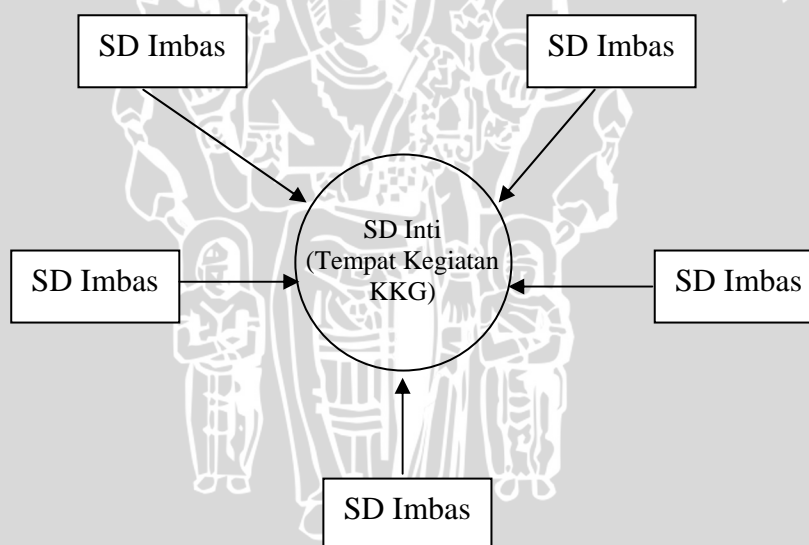 SD Imbas
SD Imbas
SD Inti
(Tempat Kegiatan
KKG)
SD Imbas
SD Imbas
SD Imbas